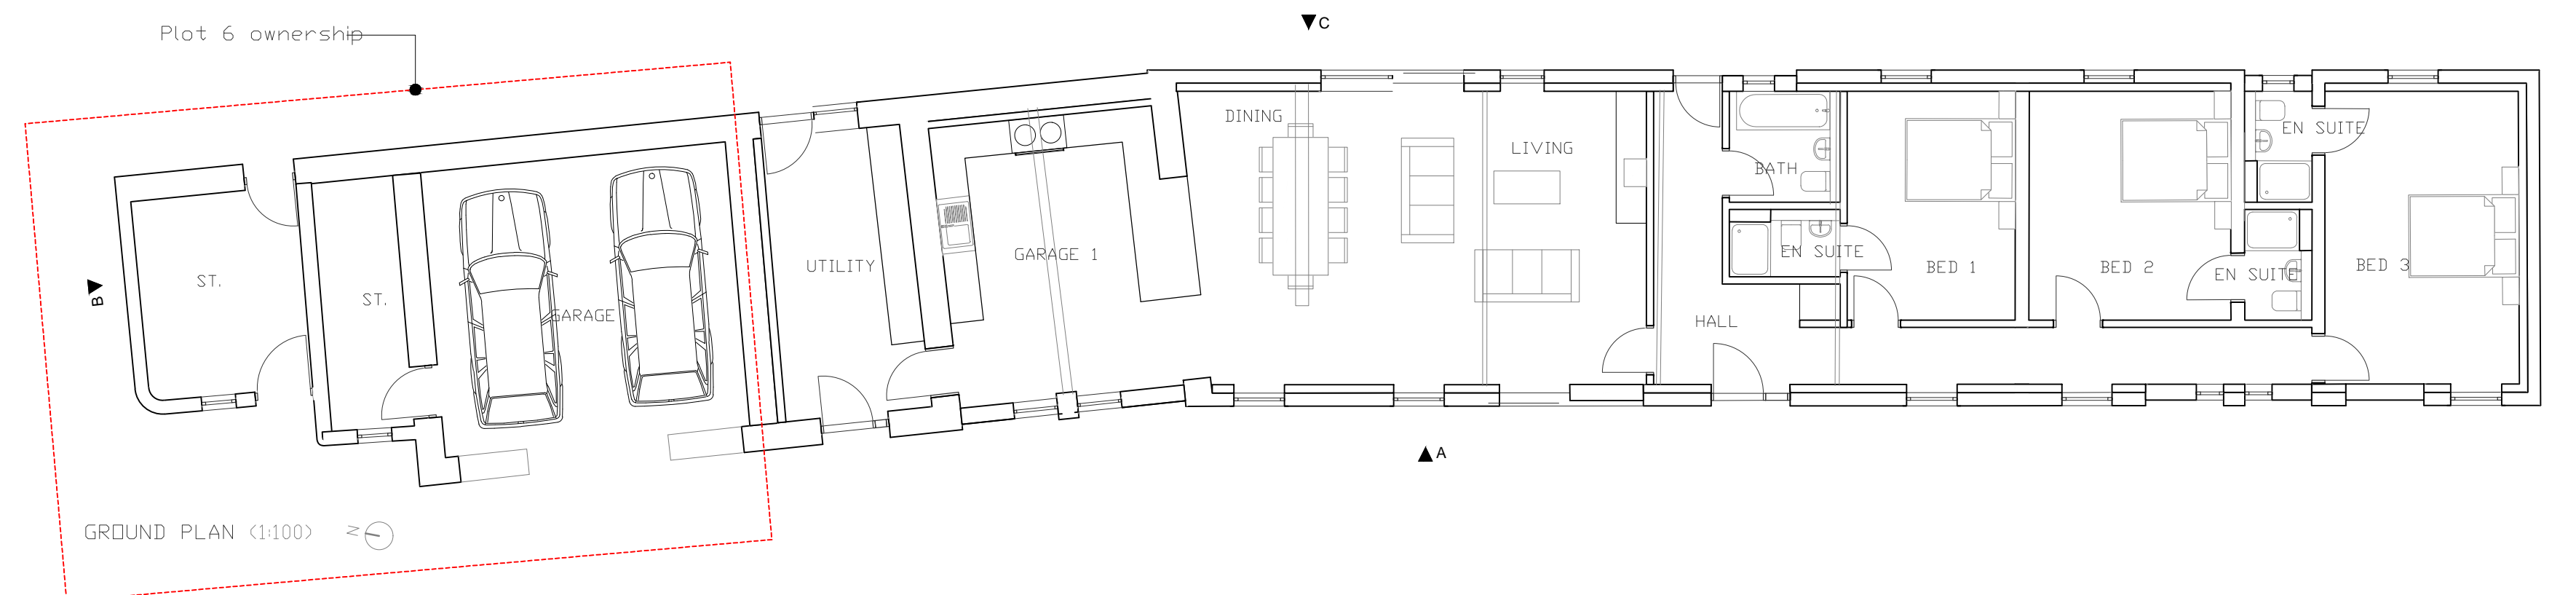 Plot 6 ownership
C
DINING
LIVING
BATH
EN SUITE
EN SUITE
BED 1
BED 2
EN SUITE
BED 3
ST.
ST.
GARAGE
UTILITY
GARAGE 1
HALL
B
A
GROUND PLAN (1:100)
N